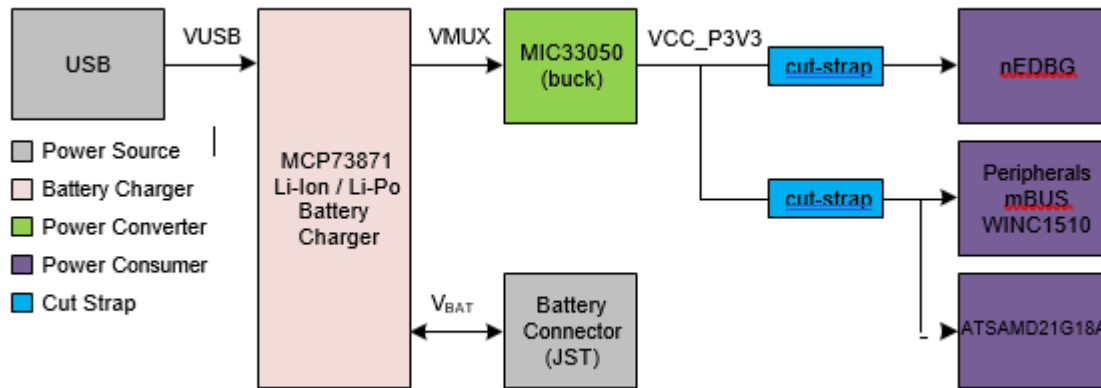 USB
VUSB
MCP73871
Li-Ion / Li-Po
Battery
Charger
VMUX
MIC33050
(buck)
VCC_P3V3
cut-strap
nEDBG
cut-strap
Peripherals
mBUS
WINC1510
ATSAMD21G18A
VBAT
Battery
Connector
(JST)
Power Source
Battery Charger
Power Converter
Power Consumer
Cut Strap